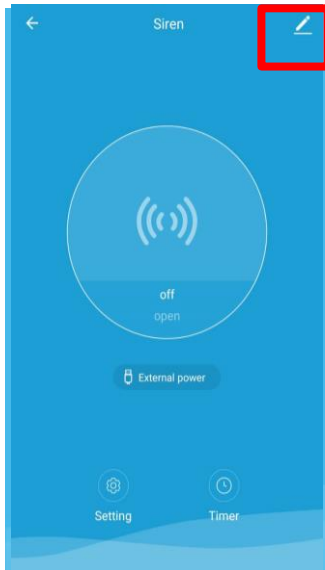 Siren
off
open
External power
Setting Timer